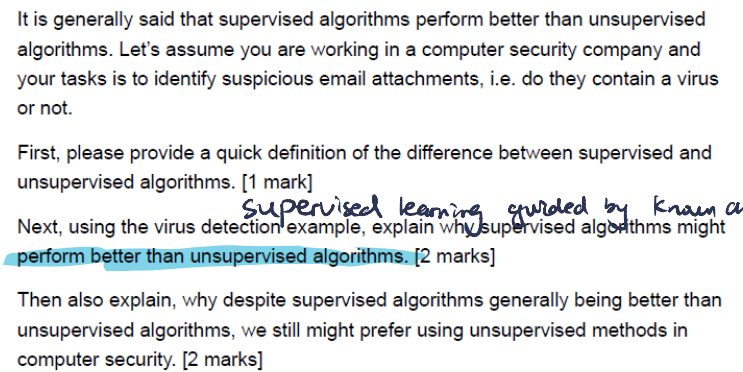 It is generally said that supervised algorithms perform better than unsupervised
algorithms. Let's assume you are working in a computer security company and
your tasks is to identify suspicious email attachments, i.e. do they contain a virus
or not.
First, please provide a quick definition of the difference between supervised and
unsupervised algorithms. [1 mark]
supervised learning guided by known
Next, using the virus detection example, explain why supervised algorithms might
perform better than unsupervised algorithms. [2 marks]
Then also explain, why despite supervised algorithms generally being better than
unsupervised algorithms, we still might prefer using unsupervised methods in
computer security. [2 marks]